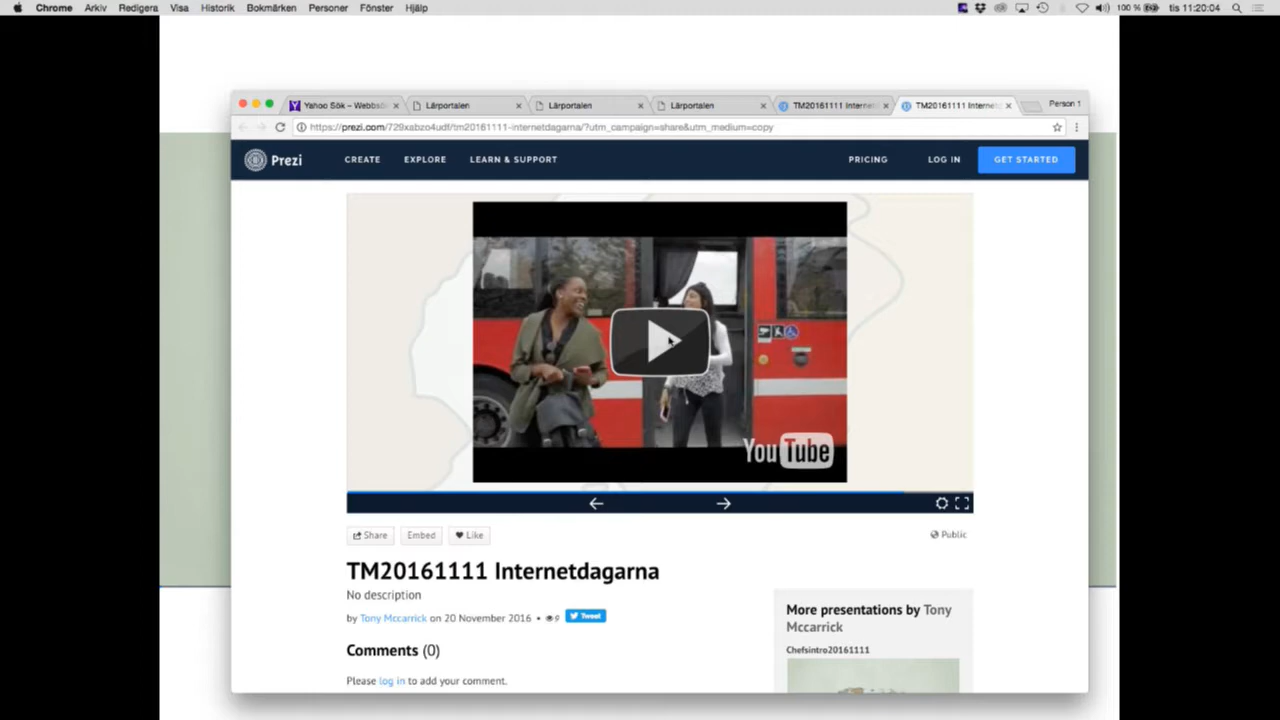 Chrome Arkiv Redigera Visa Historik Bokmärken Personer Fönster Hjälp 100 % tis 11:20:04
Yahoo Sök – Webbsö Lärportalen Lärportalen Lärportalen TM20161111 Internet TM20161111 Internet Person 1
https://prezi.com/729xabzo4udf/tm20161111-internetdagarna/?utm_campaign=share&utm_medium=copy
Prezi CREATE EXPLORE LEARN & SUPPORT PRICING LOG IN GET STARTED
YouTube
Share Embed Like Public
TM20161111 Internetdagarna
No description
by Tony Mccarrick on 20 November 2016 • 9 Tweet
Comments (0)
Please log in to add your comment.
More presentations by Tony
Mccarrick
Chefsintro20161111